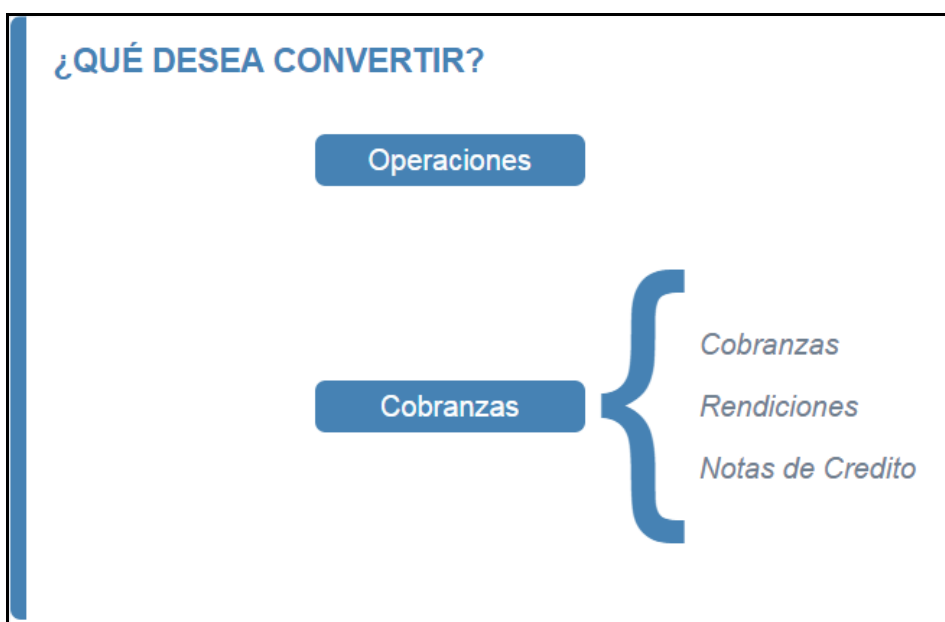 ¿QUÉ DESEA CONVERTIR?
Operaciones
Cobranzas
Cobranzas
Rendiciones
Notas de Credito